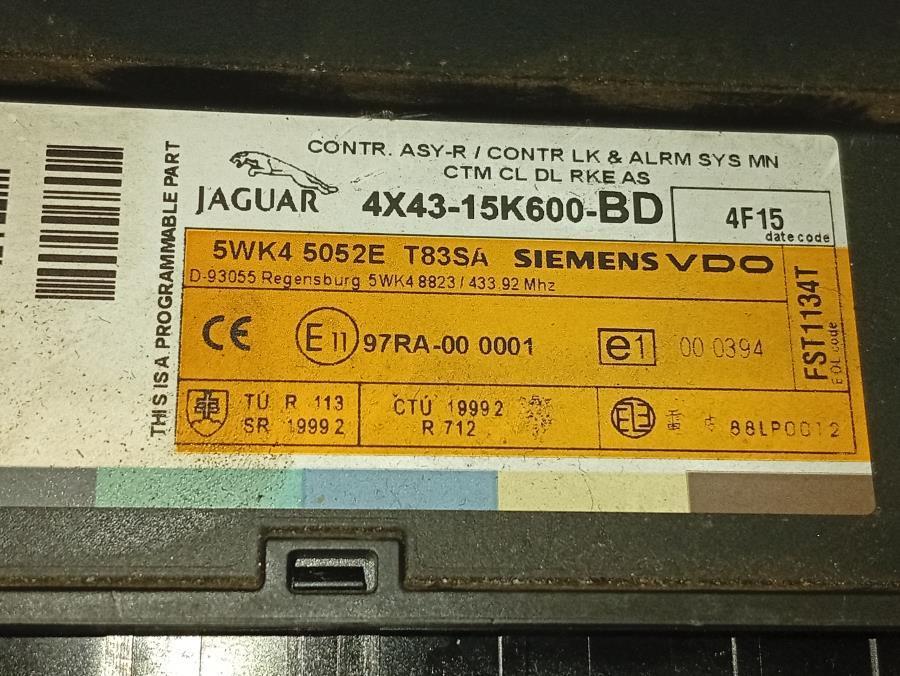 THIS IS A PROGRAMMABLE PART
CONTR. ASY-R / CONTR LK & ALRM SYS MN
CTM CL DL RKE AS
JAGUAR
4X43-15K600-BD
4F15
date code
5WK4 5052E T83SA SIEMENS VDO
D-93055 Regensburg 5WK4 8823 / 433.92 Mhz
CE
E11 97RA-00 0001
e1 00 0394
FST1134T
EOL code
TÚ R 113
SR 1999 2
CTÚ 1999 2
R 712
88LP0012